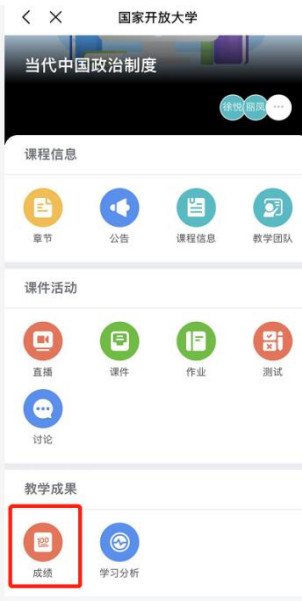 国家开放大学
当代中国政治制度
徐悦 丽凤 ...
课程信息
章节 公告 课程信息 教学团队
课件活动
直播 课件 作业 测试
讨论
教学成果
100
成绩 学习分析